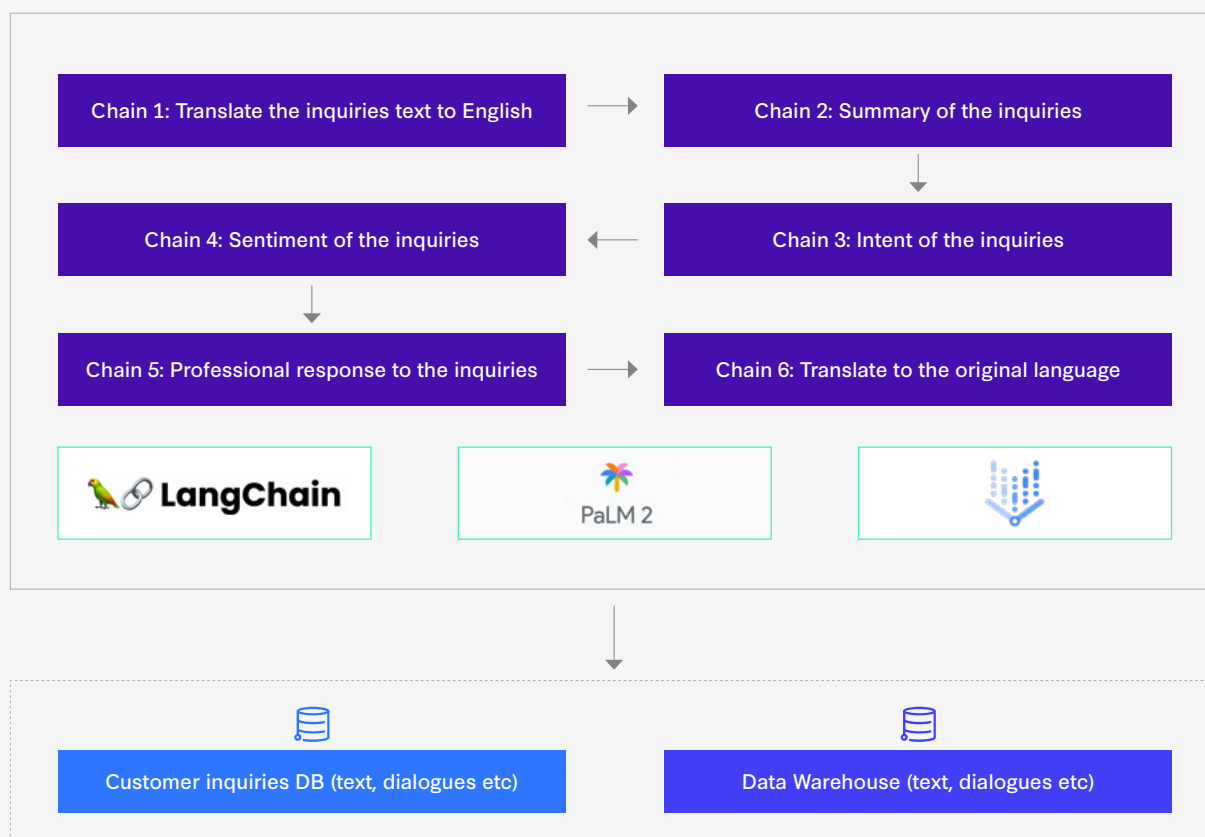 Chain 1: Translate the inquiries text to English
Chain 2: Summary of the inquiries
Chain 4: Sentiment of the inquiries
Chain 3: Intent of the inquiries
Chain 5: Professional response to the inquiries
Chain 6: Translate to the original language
LangChain
PaLM 2
Customer inquiries DB (text, dialogues etc)
Data Warehouse (text, dialogues etc)